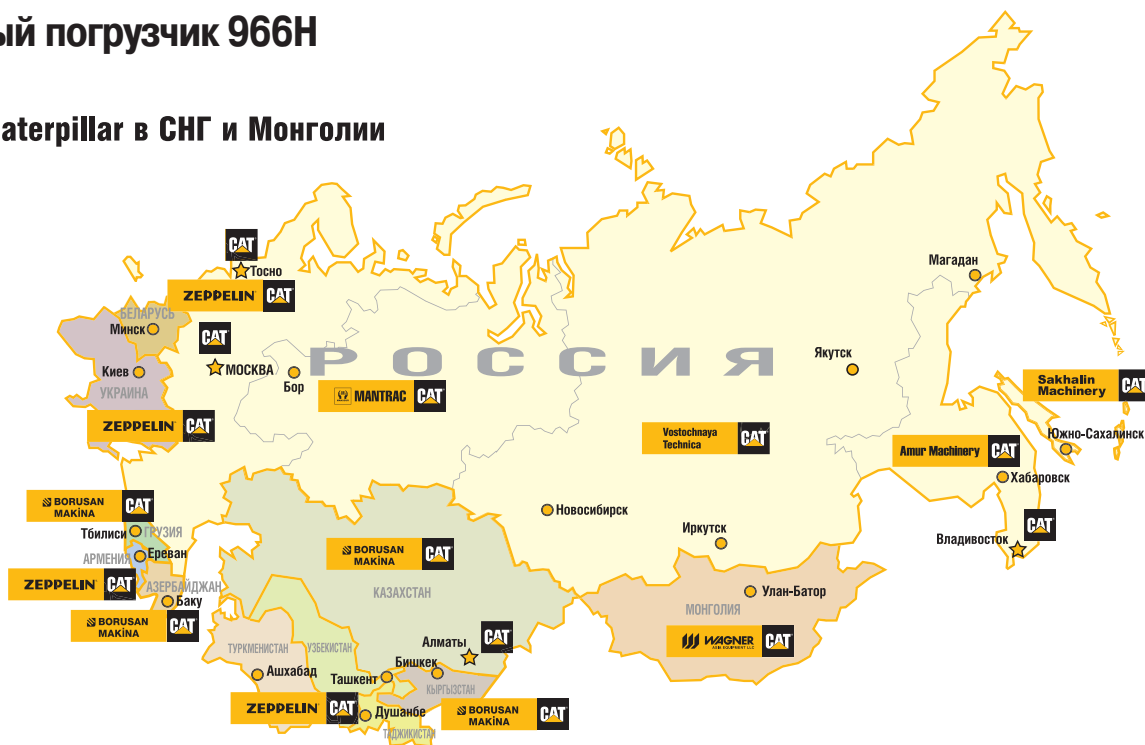 ый погрузчик 966H
aterpillar в СНГ и Монголии
CAT
Тосно
ZEPPELIN CAT
БЕЛАРУСЬ
Минск
CAT
МОСКВА
Киев
УКРАИНА
ZEPPELIN CAT
РОССИЯ
Бор
MANTRAC CAT
Магадан
Якутск
Vostochnaya
Technica
CAT
Sakhalin
Machinery
CAT
Южно-Сахалинск
Amur Machinery CAT
Хабаровск
CAT
Владивосток
Новосибирск
Иркутск
BORUSAN
MAKİNA
CAT
Тбилиси
ГРУЗИЯ
АРМЕНИЯ
Ереван
ZEPPELIN CAT
АЗЕРБАЙДЖАН
Баку
BORUSAN
MAKİNA
CAT
BORUSAN
MAKİNA
CAT
КАЗАХСТАН
Улан-Батор
МОНГОЛИЯ
WAGNER
ASIA EQUIPMENT LLC
CAT
Алматы
CAT
ТУРКМЕНИСТАН
УЗБЕКИСТАН
Бишкек
Ашхабад
Ташкент
КЫРГЫЗСТАН
ZEPPELIN CAT
Душанбе
ТАДЖИКИСТАН
BORUSAN
MAKİNA
CAT